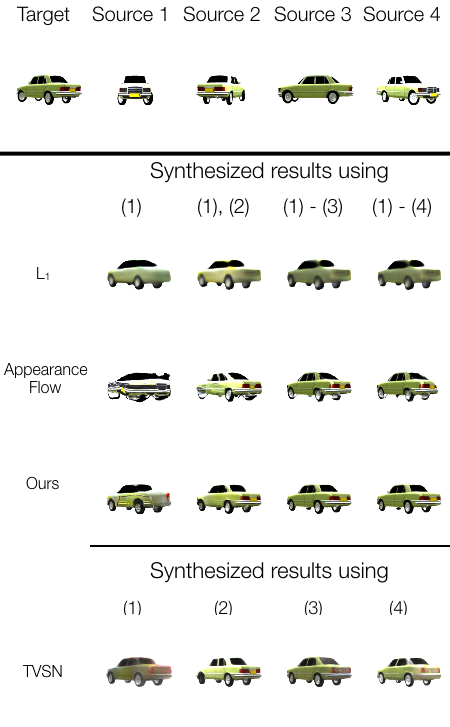 Target Source 1 Source 2 Source 3 Source 4
Synthesized results using
(1) (1), (2) (1) - (3) (1) - (4)
L₁
Appearance
Flow
Ours
Synthesized results using
(1) (2) (3) (4)
TVSN